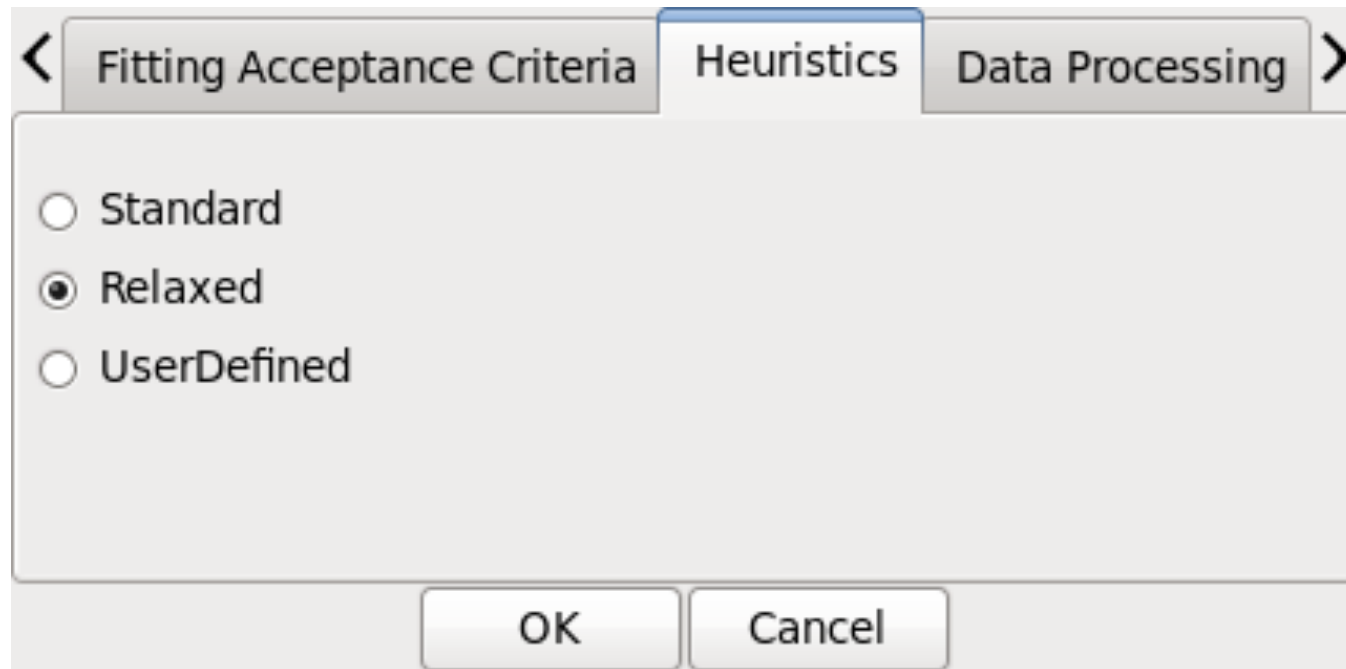 Fitting Acceptance Criteria Heuristics Data Processing
Standard
Relaxed
UserDefined
OK Cancel